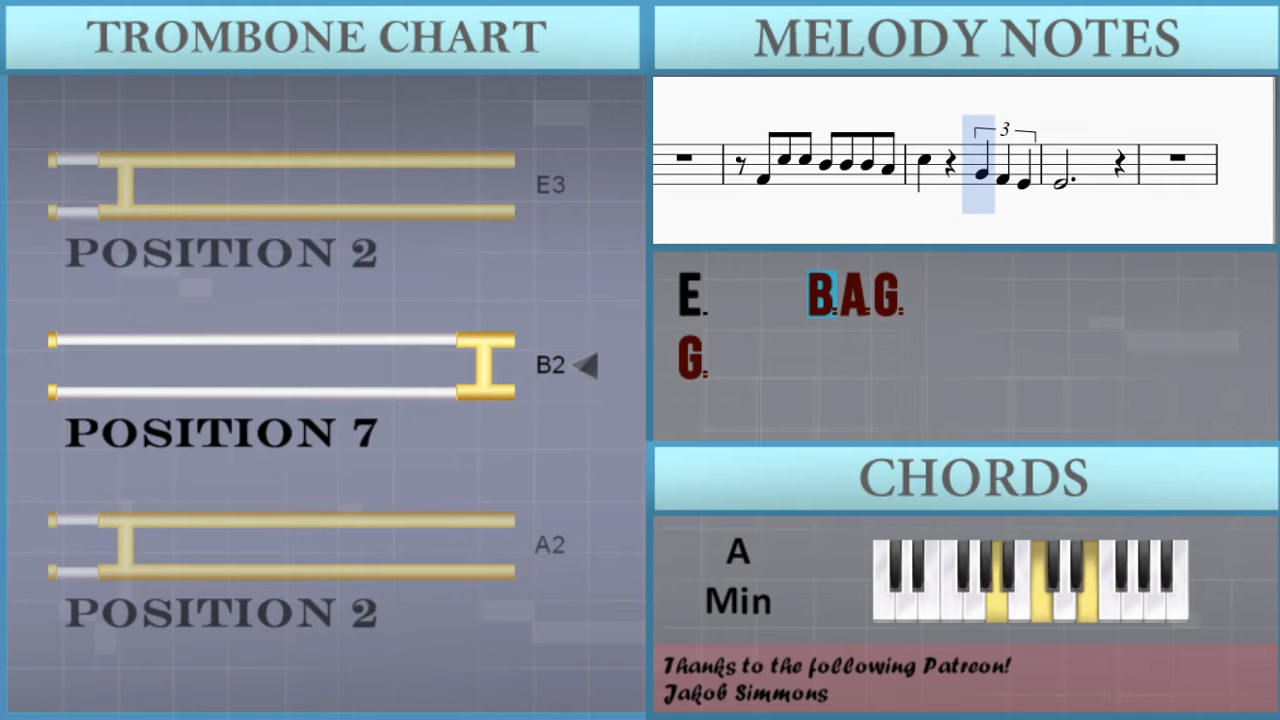 TROMBONE CHART
E3
POSITION 2
B2
POSITION 7
A2
POSITION 2
MELODY NOTES
3
E. B: A: G:
G:
CHORDS
A
Min
Thanks to the following Patreon!
Jakob Simmons